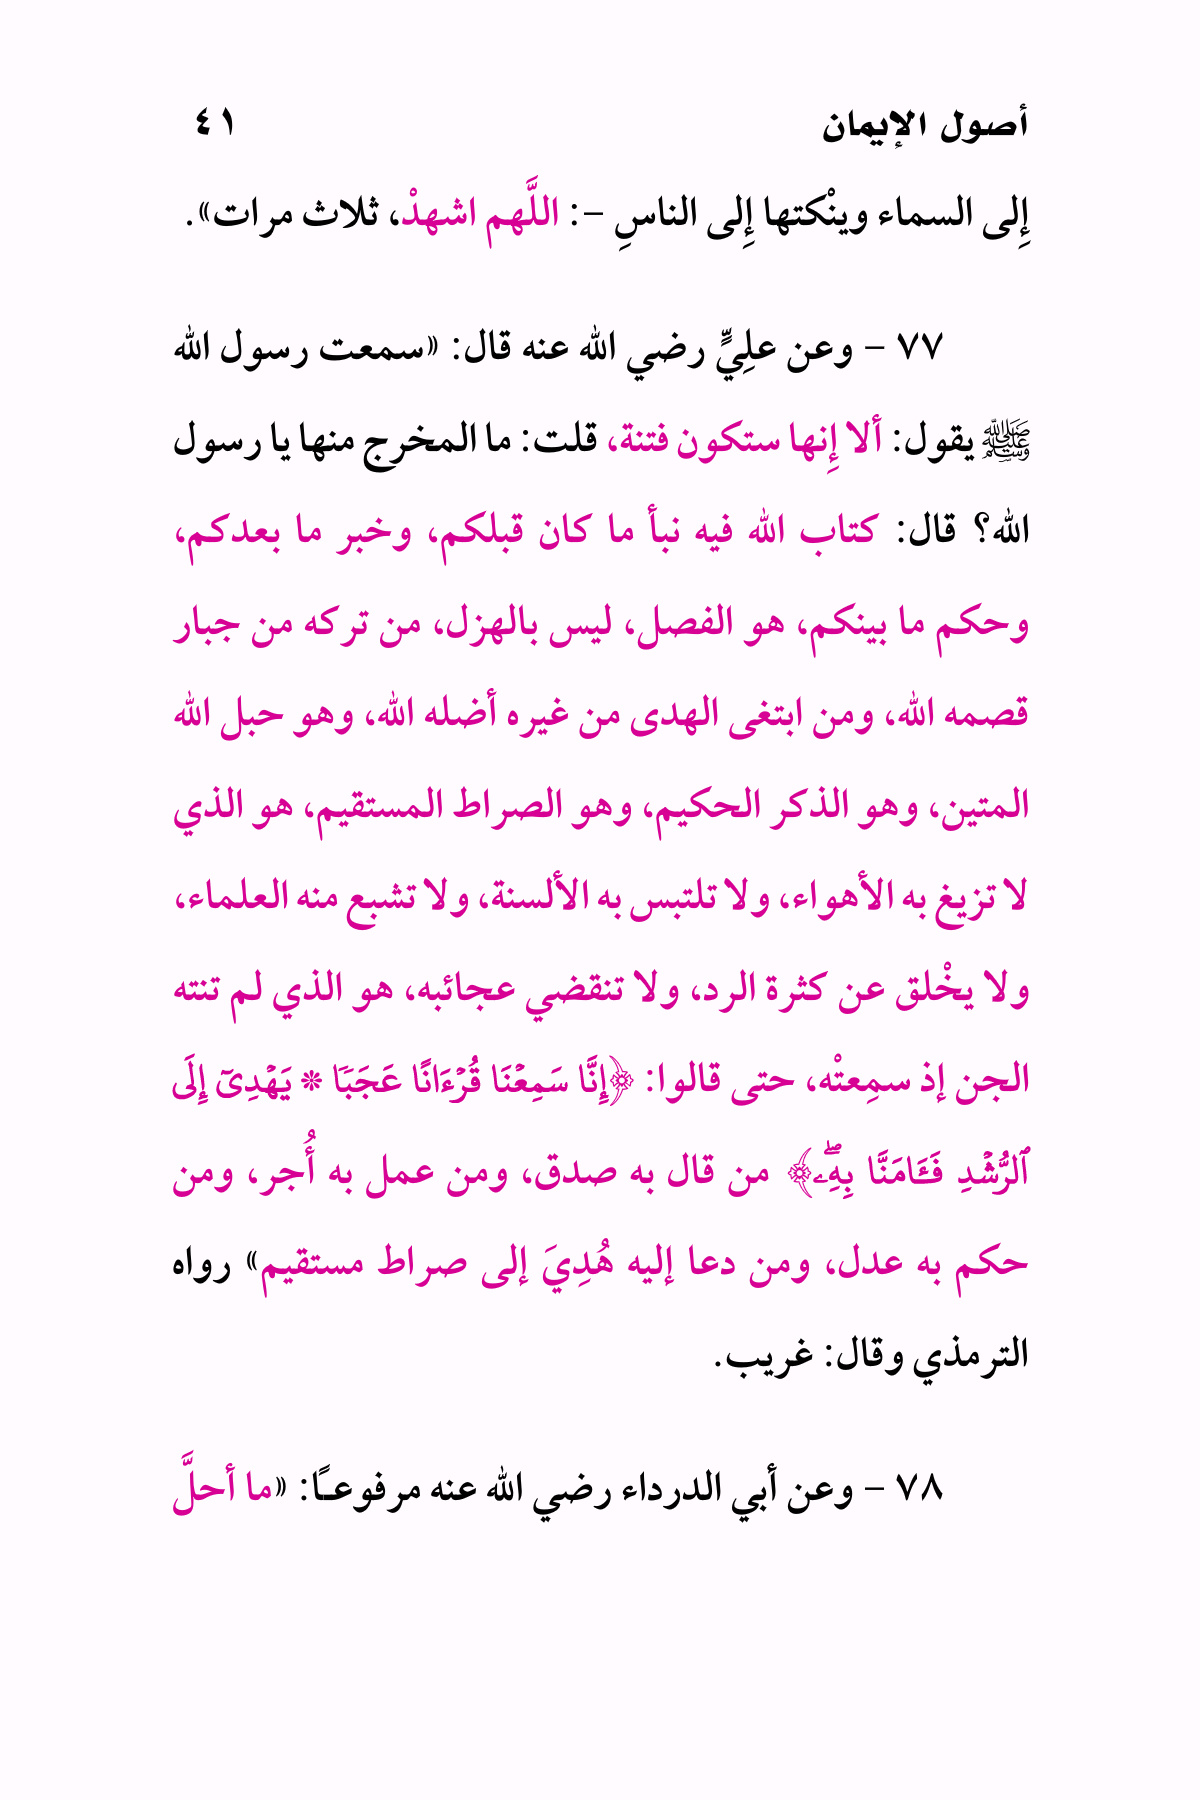 أصول الإيمان ٤١
إِلى السماء وينْكتها إِلى الناسِ -: اللَّهم اشهدْ، ثلاث مرات».
٧٧ - وعن علِيٍّ رضي الله عنه قال: «سمعت رسول الله
ﷺ يقول: ألا إِنها ستكون فتنة، قلت: ما المخرج منها يا رسول
الله؟ قال: كتاب الله فيه نبأ ما كان قبلكم، وخبر ما بعدكم،
وحكم ما بينكم، هو الفصل، ليس بالهزل، من تركه من جبار
قصمه الله، ومن ابتغى الهدى من غيره أضله الله، وهو حبل الله
المتين، وهو الذكر الحكيم، وهو الصراط المستقيم، هو الذي
لا تزيغ به الأهواء، ولا تلتبس به الألسنة، ولا تشبع منه العلماء،
ولا يخْلق عن كثرة الرد، ولا تنقضي عجائبه، هو الذي لم تنته
الجن إذ سمِعتْه، حتى قالوا: ﴿إِنَّا سَمِعۡنَا قُرۡءَانًا عَجَبٗا * يَهۡدِيٓ إِلَى
ٱلرُّشۡدِ فَـَٔامَنَّا بِهِۦۖ﴾ من قال به صدق، ومن عمل به أُجر، ومن
حكم به عدل، ومن دعا إليه هُدِيَ إلى صراط مستقيم» رواه
الترمذي وقال: غريب.
٧٨ - وعن أبي الدرداء رضي الله عنه مرفوعـًا: «ما أحلَّ